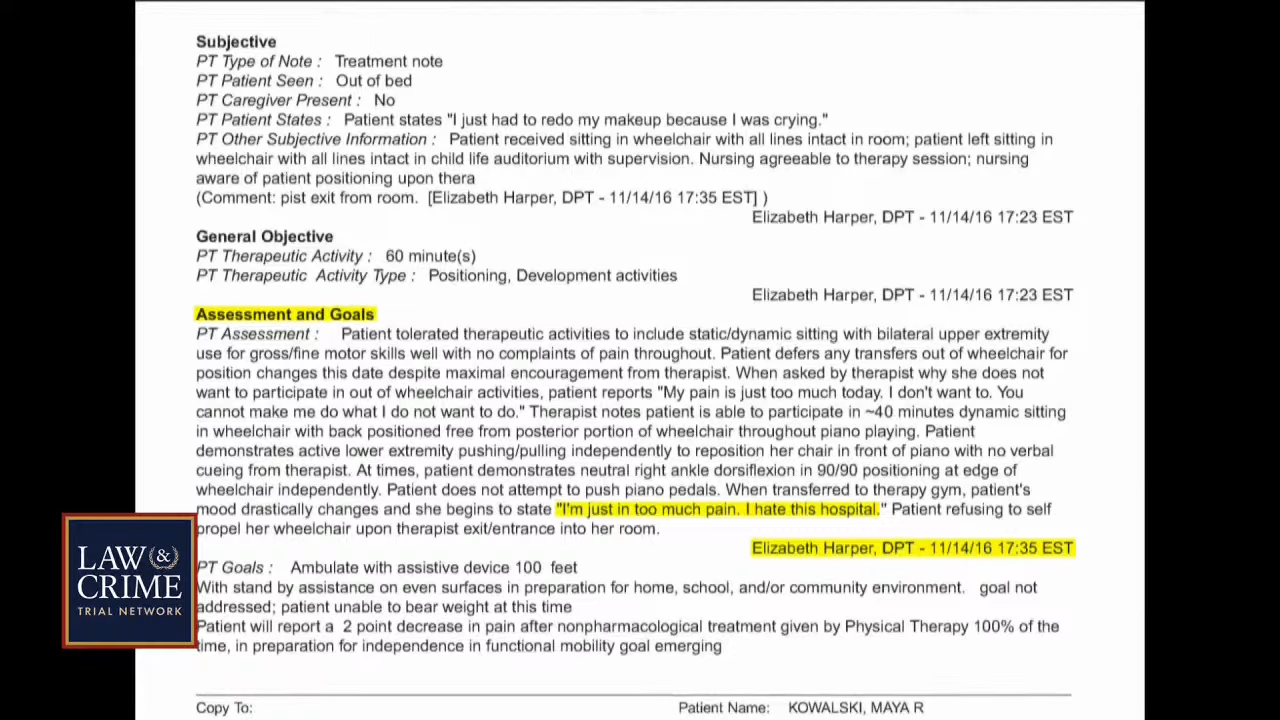 Subjective
PT Type of Note : Treatment note
PT Patient Seen : Out of bed
PT Caregiver Present : No
PT Patient States : Patient states "I just had to redo my makeup because I was crying."
PT Other Subjective Information : Patient received sitting in wheelchair with all lines intact in room; patient left sitting in
wheelchair with all lines intact in child life auditorium with supervision. Nursing agreeable to therapy session; nursing
aware of patient positioning upon thera
(Comment: pist exit from room. [Elizabeth Harper, DPT - 11/14/16 17:35 EST] )
Elizabeth Harper, DPT - 11/14/16 17:23 EST
General Objective
PT Therapeutic Activity : 60 minute(s)
PT Therapeutic Activity Type : Positioning, Development activities
Elizabeth Harper, DPT - 11/14/16 17:23 EST
Assessment and Goals
PT Assessment : Patient tolerated therapeutic activities to include static/dynamic sitting with bilateral upper extremity
use for gross/fine motor skills well with no complaints of pain throughout. Patient defers any transfers out of wheelchair for
position changes this date despite maximal encouragement from therapist. When asked by therapist why she does not
want to participate in out of wheelchair activities, patient reports "My pain is just too much today. I don't want to. You
cannot make me do what I do not want to do." Therapist notes patient is able to participate in ~40 minutes dynamic sitting
in wheelchair with back positioned free from posterior portion of wheelchair throughout piano playing. Patient
demonstrates active lower extremity pushing/pulling independently to reposition her chair in front of piano with no verbal
cueing from therapist. At times, patient demonstrates neutral right ankle dorsiflexion in 90/90 positioning at edge of
wheelchair independently. Patient does not attempt to push piano pedals. When transferred to therapy gym, patient's
mood drastically changes and she begins to state "I'm just in too much pain. I hate this hospital." Patient refusing to self
propel her wheelchair upon therapist exit/entrance into her room.
Elizabeth Harper, DPT - 11/14/16 17:35 EST
PT Goals : Ambulate with assistive device 100 feet
With stand by assistance on even surfaces in preparation for home, school, and/or community environment. goal not
addressed; patient unable to bear weight at this time
Patient will report a 2 point decrease in pain after nonpharmacological treatment given by Physical Therapy 100% of the
time, in preparation for independence in functional mobility goal emerging
Copy To: Patient Name: KOWALSKI, MAYA R
LAW &
CRIME
TRIAL NETWORK